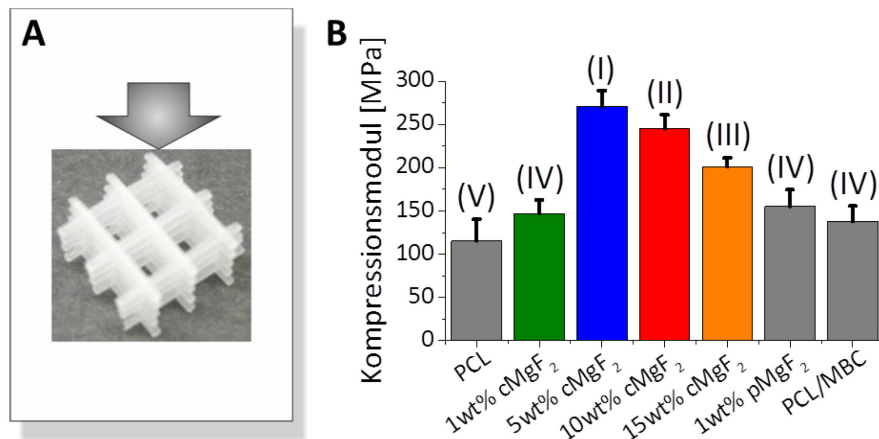 A
B
Kompressionsmodul [MPa]
300
250
200
150
100
50
0
(V)
(IV)
(I)
(II)
(III)
(IV)
(IV)
PCL
1wt% cMgF₂
5wt% cMgF₂
10wt% cMgF₂
15wt% cMgF₂
1wt% pMgF₂
PCL/MBC